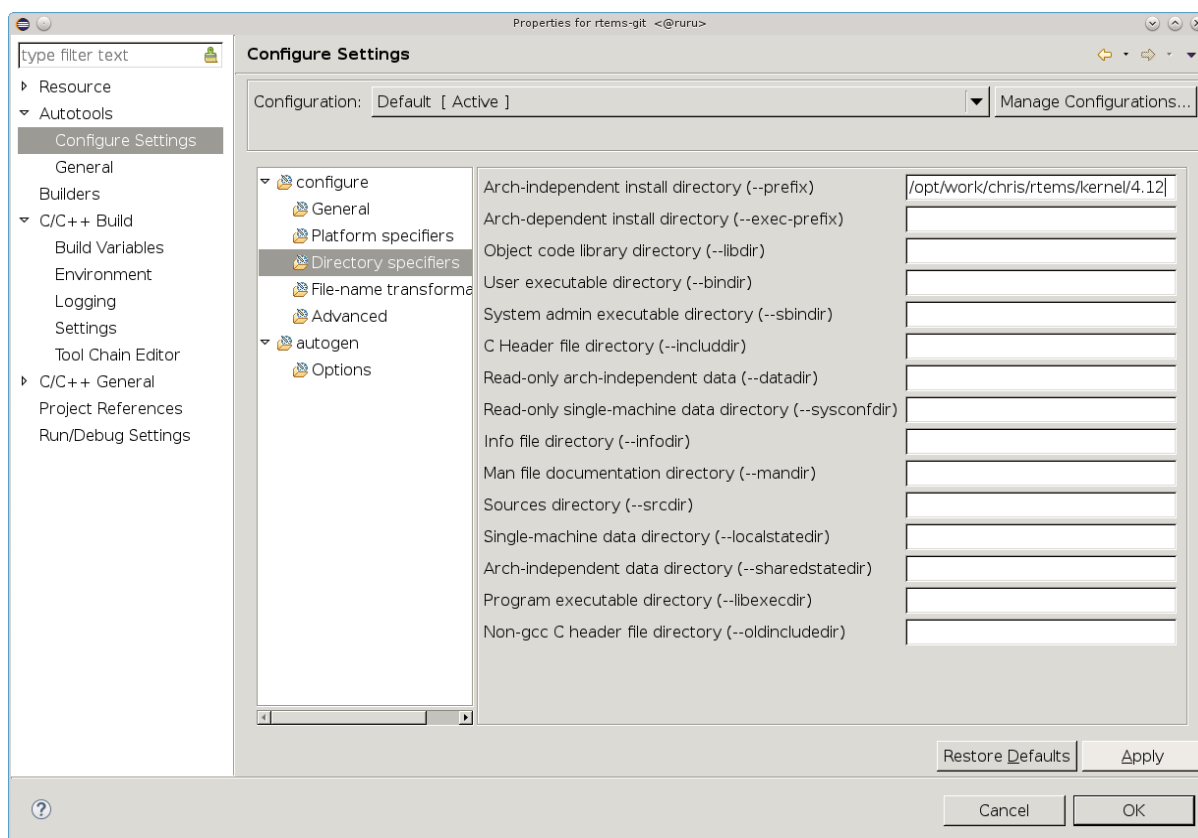 Properties for rtems-git <@ruru>
type filter text
Resource
Autotools
Configure Settings
General
Builders
C/C++ Build
Build Variables
Environment
Logging
Settings
Tool Chain Editor
C/C++ General
Project References
Run/Debug Settings
Configure Settings
Configuration: Default [ Active ] Manage Configurations...
configure
General
Platform specifiers
Directory specifiers
File-name transforma
Advanced
autogen
Options
Arch-independent install directory (--prefix) /opt/work/chris/rtems/kernel/4.12
Arch-dependent install directory (--exec-prefix)
Object code library directory (--libdir)
User executable directory (--bindir)
System admin executable directory (--sbindir)
C Header file directory (--includdir)
Read-only arch-independent data (--datadir)
Read-only single-machine data directory (--sysconfdir)
Info file directory (--infodir)
Man file documentation directory (--mandir)
Sources directory (--srcdir)
Single-machine data directory (--localstatedir)
Arch-independent data directory (--sharedstatedir)
Program executable directory (--libexecdir)
Non-gcc C header file directory (--oldincludedir)
Restore Defaults Apply
? Cancel OK